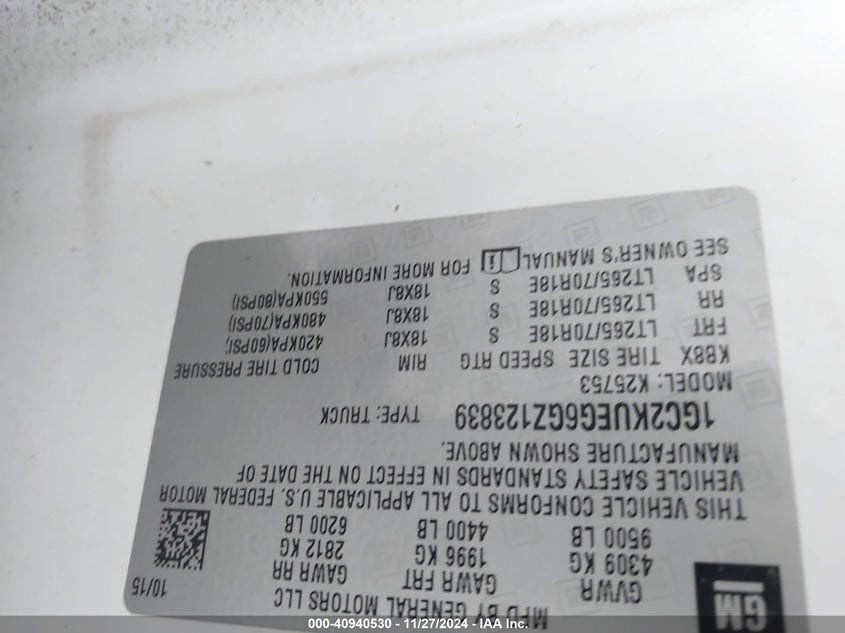 GM
MFD BY GENERAL MOTORS LLC
10/15
GVWR GAWR FRT GAWR RR
4309 KG 1996 KG 2812 KG
9500 LB 4400 LB 6200 LB
THIS VEHICLE CONFORMS TO ALL APPLICABLE U.S. FEDERAL MOTOR
VEHICLE SAFETY STANDARDS IN EFFECT ON THE DATE OF
MANUFACTURE SHOWN ABOVE.
1GC2KUEG6GZ123839 TYPE: TRUCK
MODEL: K25753
KB8X TIRE SIZE SPEED RTG RIM COLD TIRE PRESSURE
FRT LT265/70R18E S 18X8J 420KPA(60PSI)
RR LT265/70R18E S 18X8J 480KPA(70PSI)
SPA LT265/70R18E S 18X8J 550KPA(80PSI)
SEE OWNER'S MANUAL FOR MORE INFORMATION.
000-40940530 - 11/27/2024 - IAA Inc.